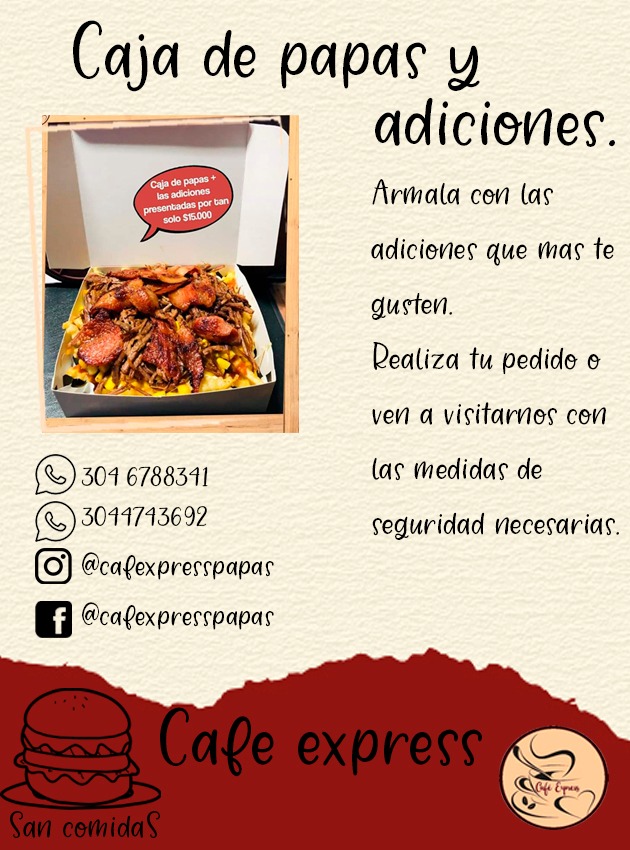 Caja de papas y
adiciones.
Caja de papas +
las adiciones
presentadas por tan
solo $15.000
Armala con las
adiciones que mas te
gusten.
Realiza tu pedido o
ven a visitarnos con
las medidas de
seguridad necesarias.
304 6788341
3044743692
@cafexpresspapas
@cafexpresspapas
Cafe express
San comidaS
Café Express